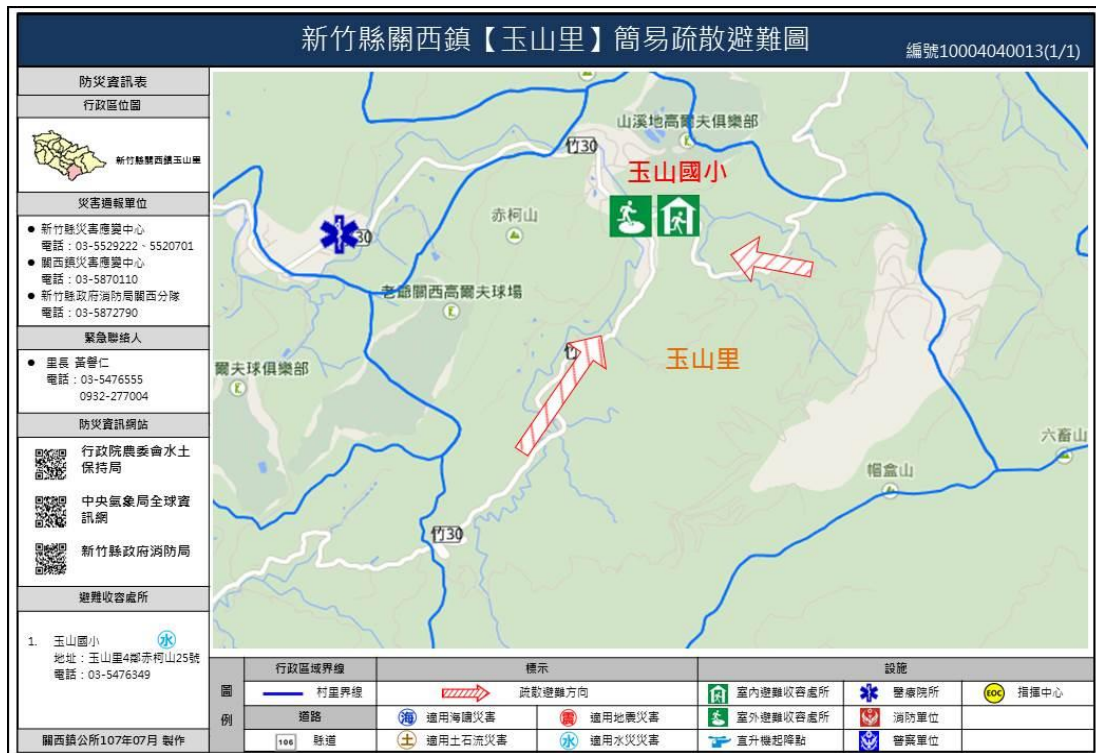 新竹縣關西鎮【玉山里】簡易疏散避難圖
編號10004040013(1/1)
防災資訊表
行政區位圖
新竹縣關西鎮玉山里
災害通報單位
● 新竹縣災害應變中心
電話：03-5529222、5520701
● 關西鎮災害應變中心
電話：03-5870110
● 新竹縣政府消防局關西分隊
電話：03-5872790
緊急聯絡人
● 里長 黃譽仁
電話：03-5476555
0932-277004
防災資訊網站
行政院農委會水土
保持局
中央氣象局全球資
訊網
新竹縣政府消防局
避難收容處所
1. 玉山國小 水
地址：玉山里4鄰赤柯山25號
電話：03-5476349
關西鎮公所107年07月 製作
山溪地高爾夫俱樂部
竹30
玉山國小
赤柯山
30
老爺關西高爾夫球場
竹
玉山里
爾夫球俱樂部
六畜山
帽盒山
竹30
圖例
行政區域界線
標示
設施
村里界線
疏散避難方向
室內避難收容處所
醫療院所
EOC 指揮中心
道路
海 適用海嘯災害
震 適用地震災害
室外避難收容處所
消防單位
106 縣道
土 適用土石流災害
水 適用水災災害
直升機起降點
警察單位